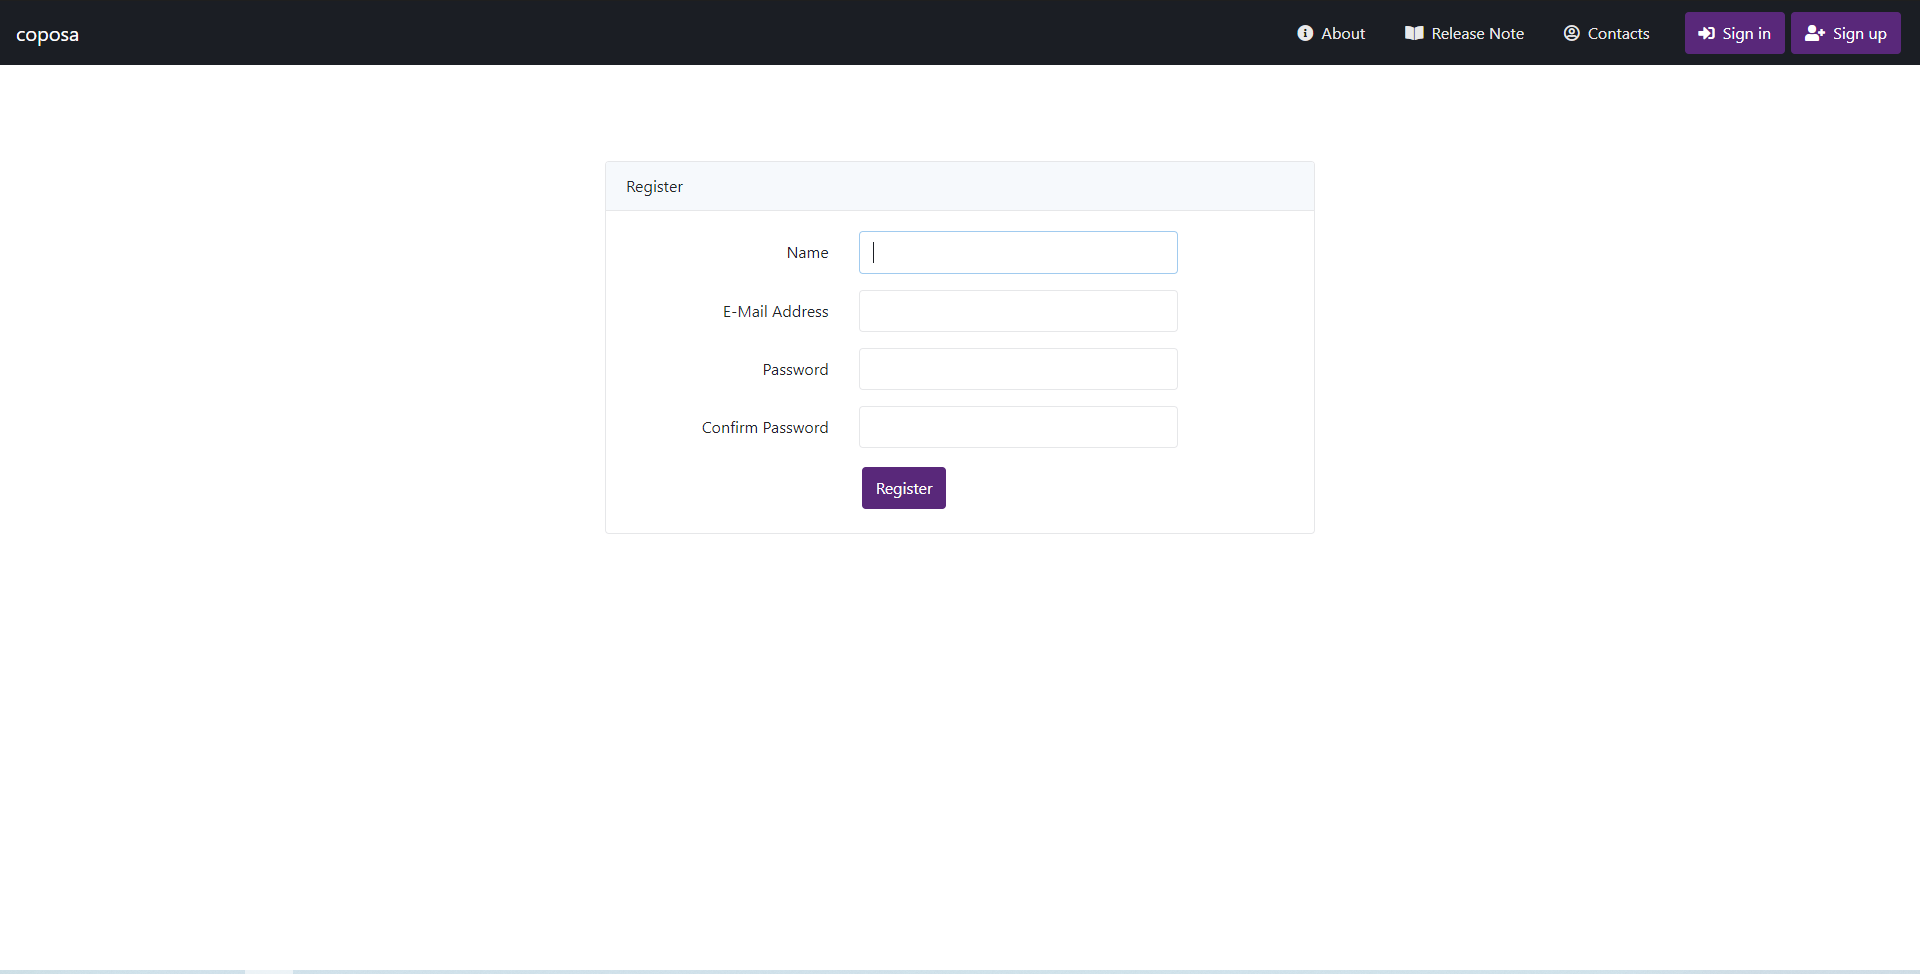 coposa
About
Release Note
Contacts
Sign in
Sign up
Register
Name
E-Mail Address
Password
Confirm Password
Register